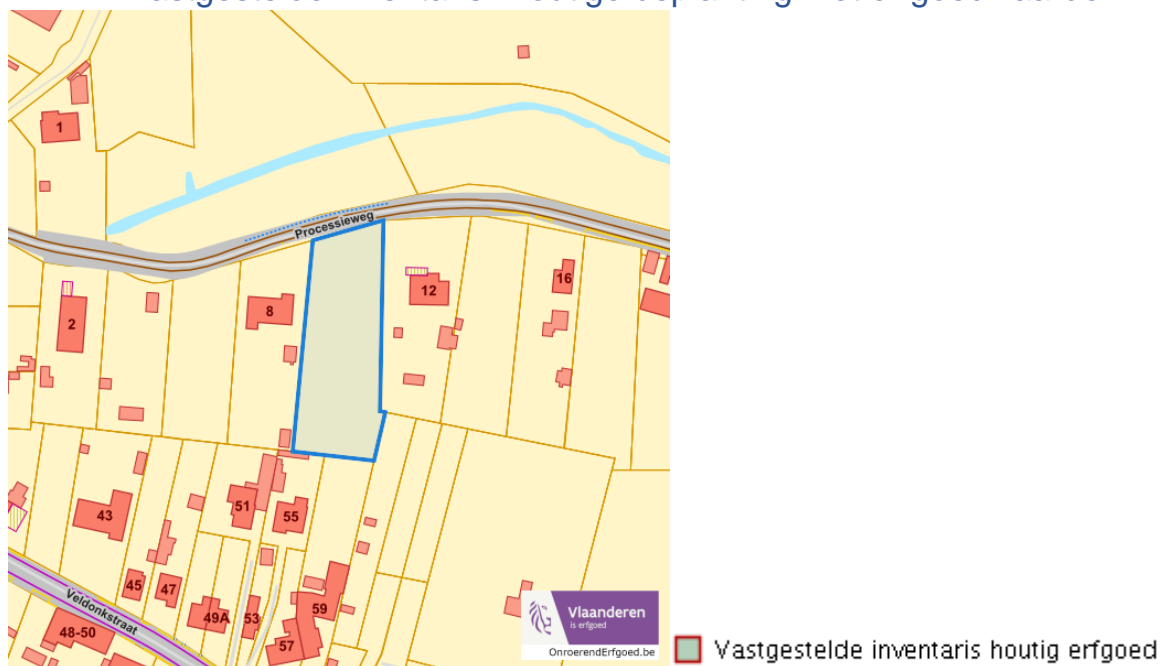 1
Processieweg
16
12
8
2
51
55
43
45
47
49A
53
59
57
48-50
Veldonkstraat
Vlaanderen
is erfgoed
OnroerendErfgoed.be
Vastgestelde inventaris houtig erfgoed